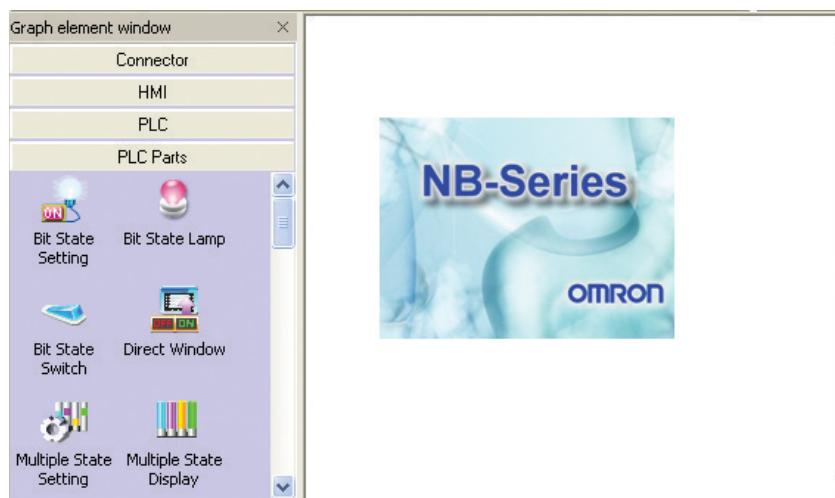 Graph element window
Connector
HMI
PLC
PLC Parts
ON
Bit State
Setting
Bit State Lamp
Bit State
Switch
OFF ON
Direct Window
Multiple State
Setting
Multiple State
Display
NB-Series
OMRON